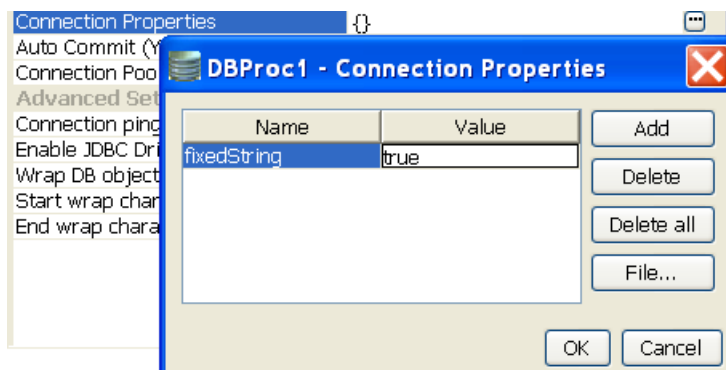 Connection Properties {}
Auto Commit (Y
Connection Poo
Advanced Set
Connection ping
Enable JDBC Dri
Wrap DB object
Start wrap char
End wrap chara
DBProc1 - Connection Properties
Name Value
fixedString true
Add
Delete
Delete all
File...
OK Cancel